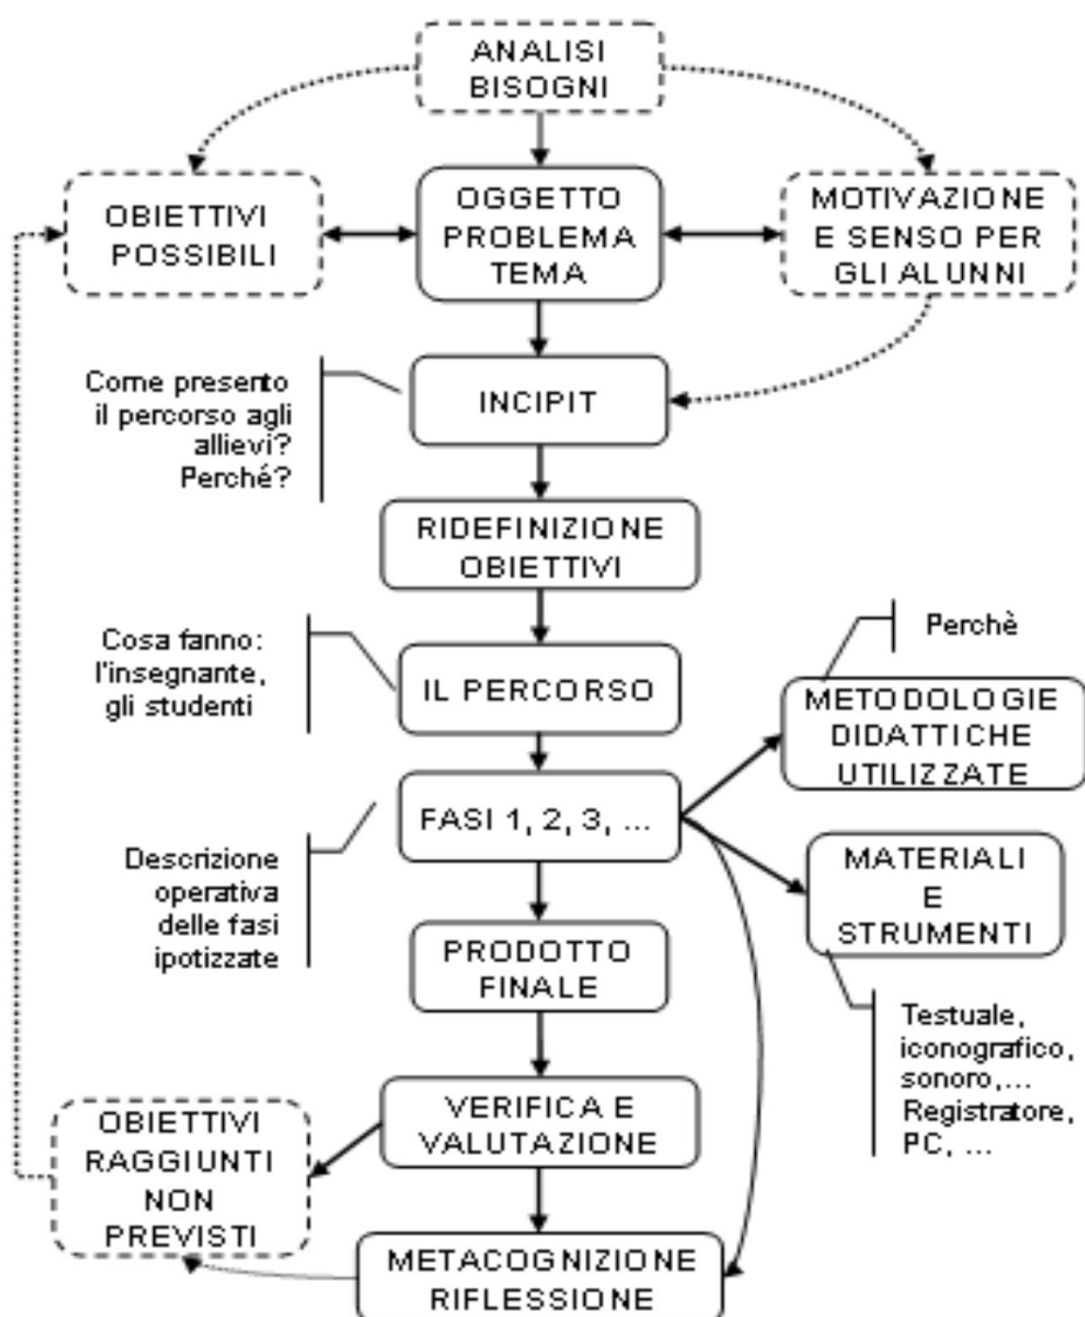 ANALISI
BISOGNI
OBIETTIVI
POSSIBILI
OGGETTO
PROBLEMA
TEMA
MOTIVAZIONE
E SENSO PER
GLI ALUNNI
Come presento
il percorso agli
allievi?
Perché?
INCIPIT
RIDEFINIZIONE
OBIETTIVI
Cosa fanno:
l'insegnante,
gli studenti
IL PERCORSO
Perchè
METODOLOGIE
DIDATTICHE
UTILIZZATE
FASI 1, 2, 3, ...
Descrizione
operativa
delle fasi
ipotizzate
MATERIALI
E
STRUMENTI
Testuale,
iconografico,
sonoro,...
Registratore,
PC, ...
PRODOTTO
FINALE
VERIFICA E
VALUTAZIONE
OBIETTIVI
RAGGIUNTI
NON
PREVISTI
METACOGNIZIONE
RIFLESSIONE